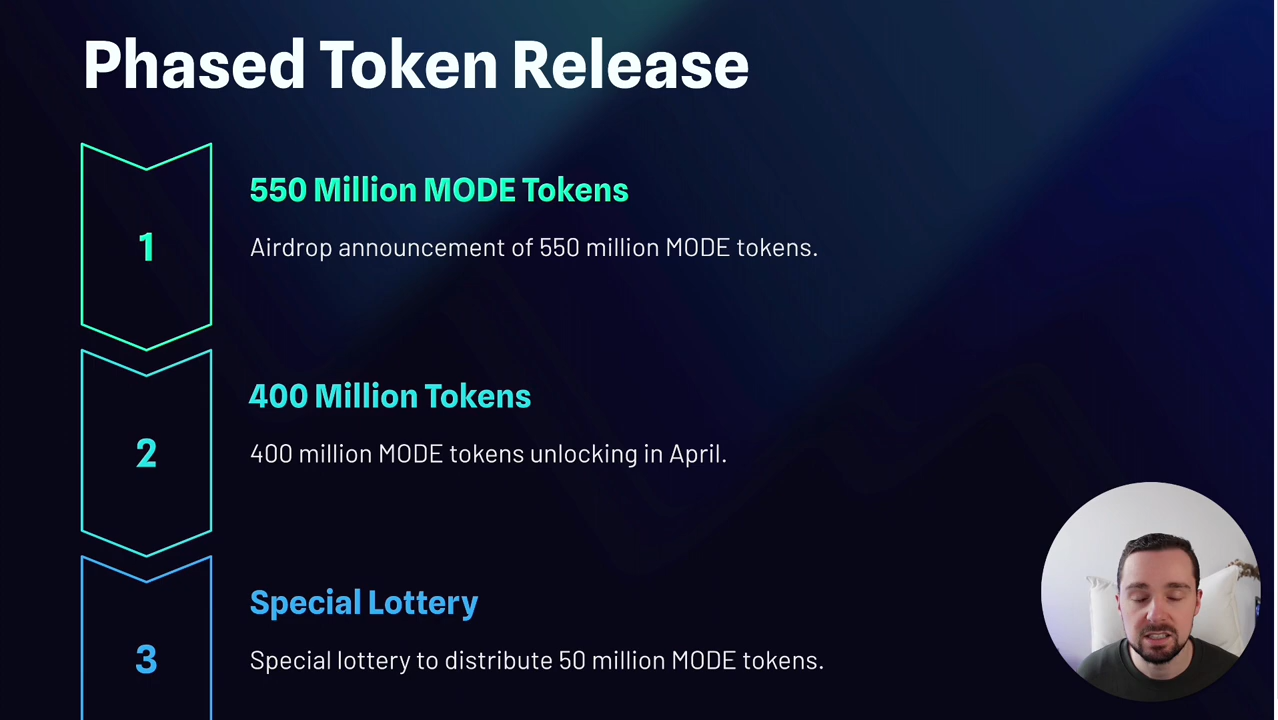 Phased Token Release
1
550 Million MODE Tokens
Airdrop announcement of 550 million MODE tokens.
2
400 Million Tokens
400 million MODE tokens unlocking in April.
3
Special Lottery
Special lottery to distribute 50 million MODE tokens.